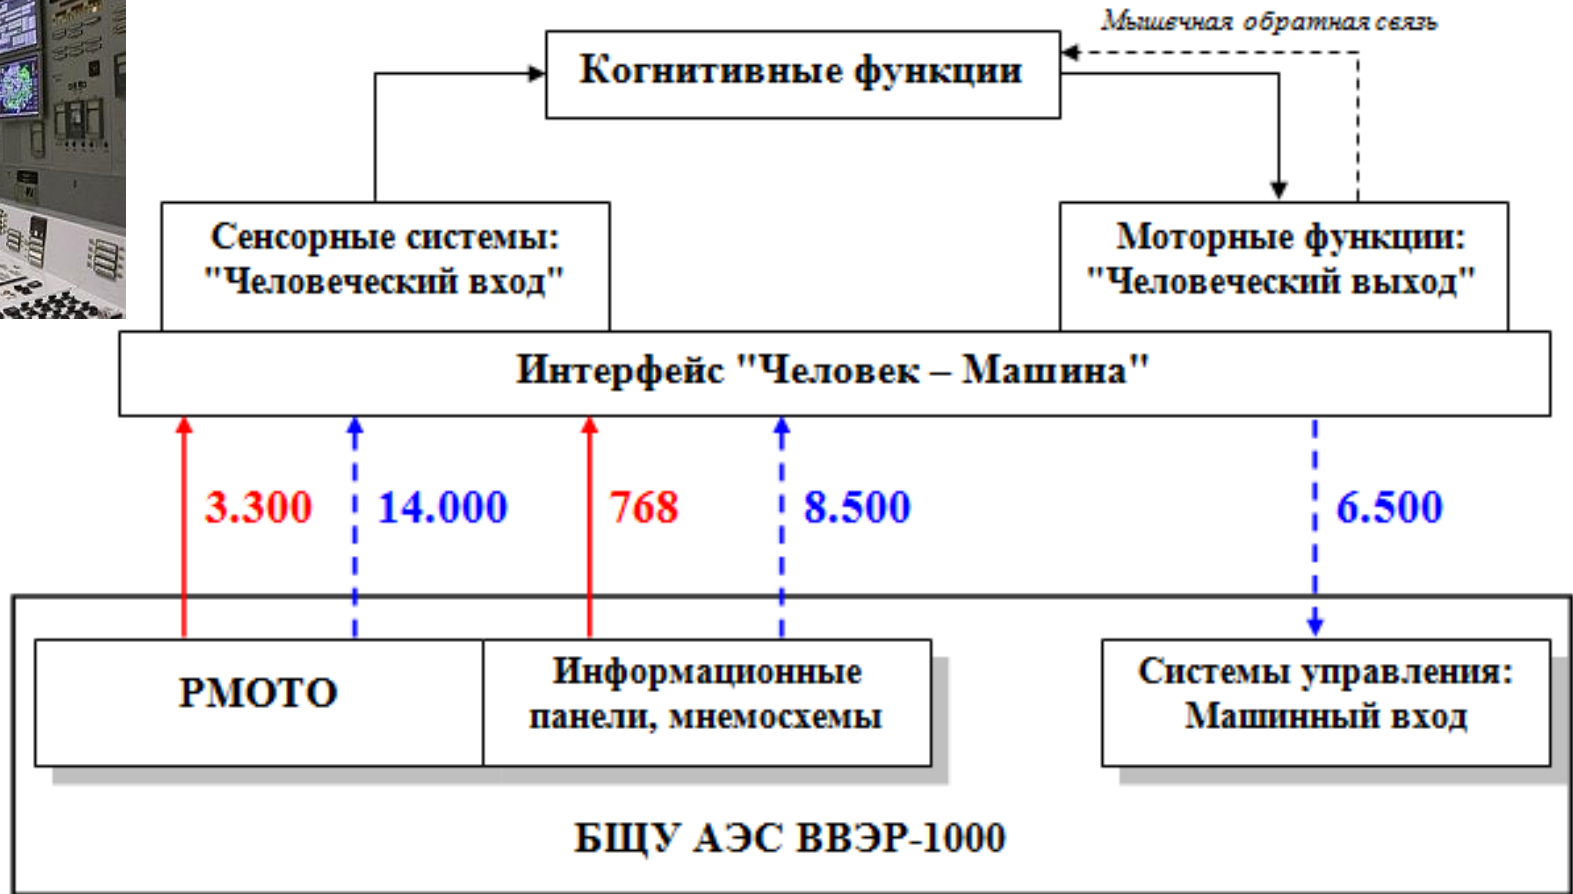 Мышечная обратная связь
Когнитивные функции
Сенсорные системы:
"Человеческий вход"
Моторные функции:
"Человеческий выход"
Интерфейс "Человек – Машина"
3.300
14.000
768
8.500
6.500
РМОТО
Информационные
панели, мнемосхемы
Системы управления:
Машинный вход
БЩУ АЭС ВВЭР-1000